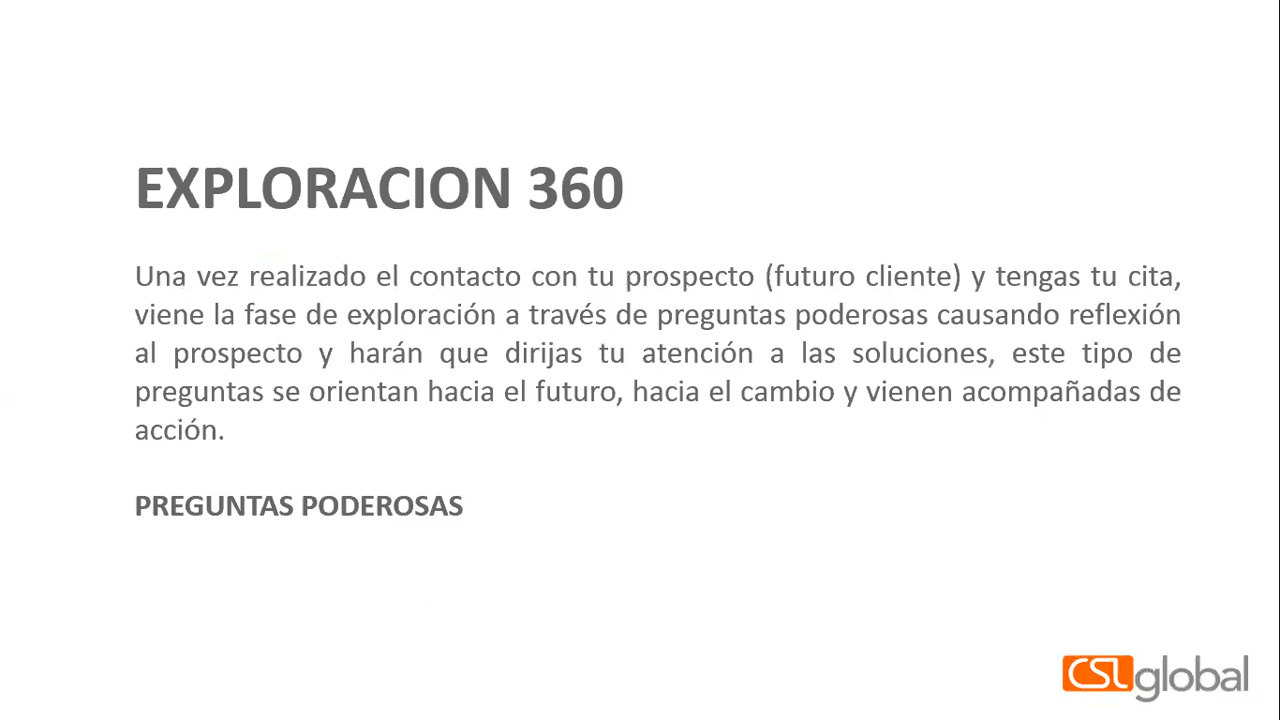 EXPLORACION 360
Una vez realizado el contacto con tu prospecto (futuro cliente) y tengas tu cita,
viene la fase de exploración a través de preguntas poderosas causando reflexión
al prospecto y harán que dirijas tu atención a las soluciones, este tipo de
preguntas se orientan hacia el futuro, hacia el cambio y vienen acompañadas de
acción.
PREGUNTAS PODEROSAS
CSL global